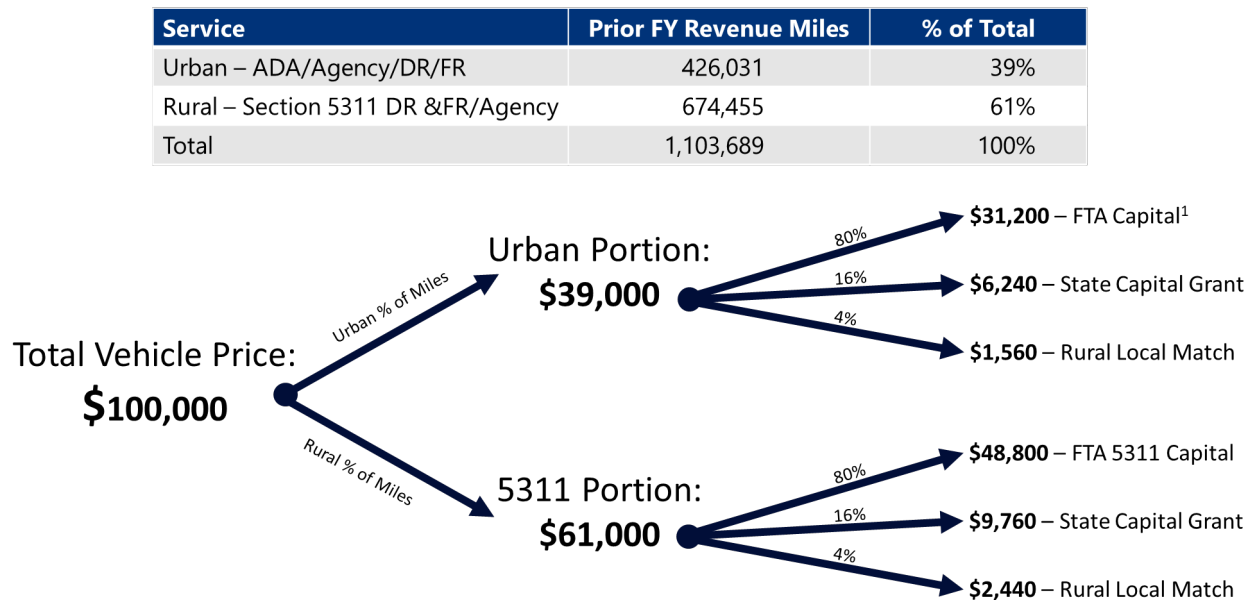 Service Prior FY Revenue Miles % of Total
Urban – ADA/Agency/DR/FR 426,031 39%
Rural – Section 5311 DR &FR/Agency 674,455 61%
Total 1,103,689 100%
Total Vehicle Price:
$100,000
Urban % of Miles
Rural % of Miles
Urban Portion:
$39,000
80%
16%
4%
$31,200 – FTA Capital¹
$6,240 – State Capital Grant
$1,560 – Rural Local Match
5311 Portion:
$61,000
80%
16%
4%
$48,800 – FTA 5311 Capital
$9,760 – State Capital Grant
$2,440 – Rural Local Match